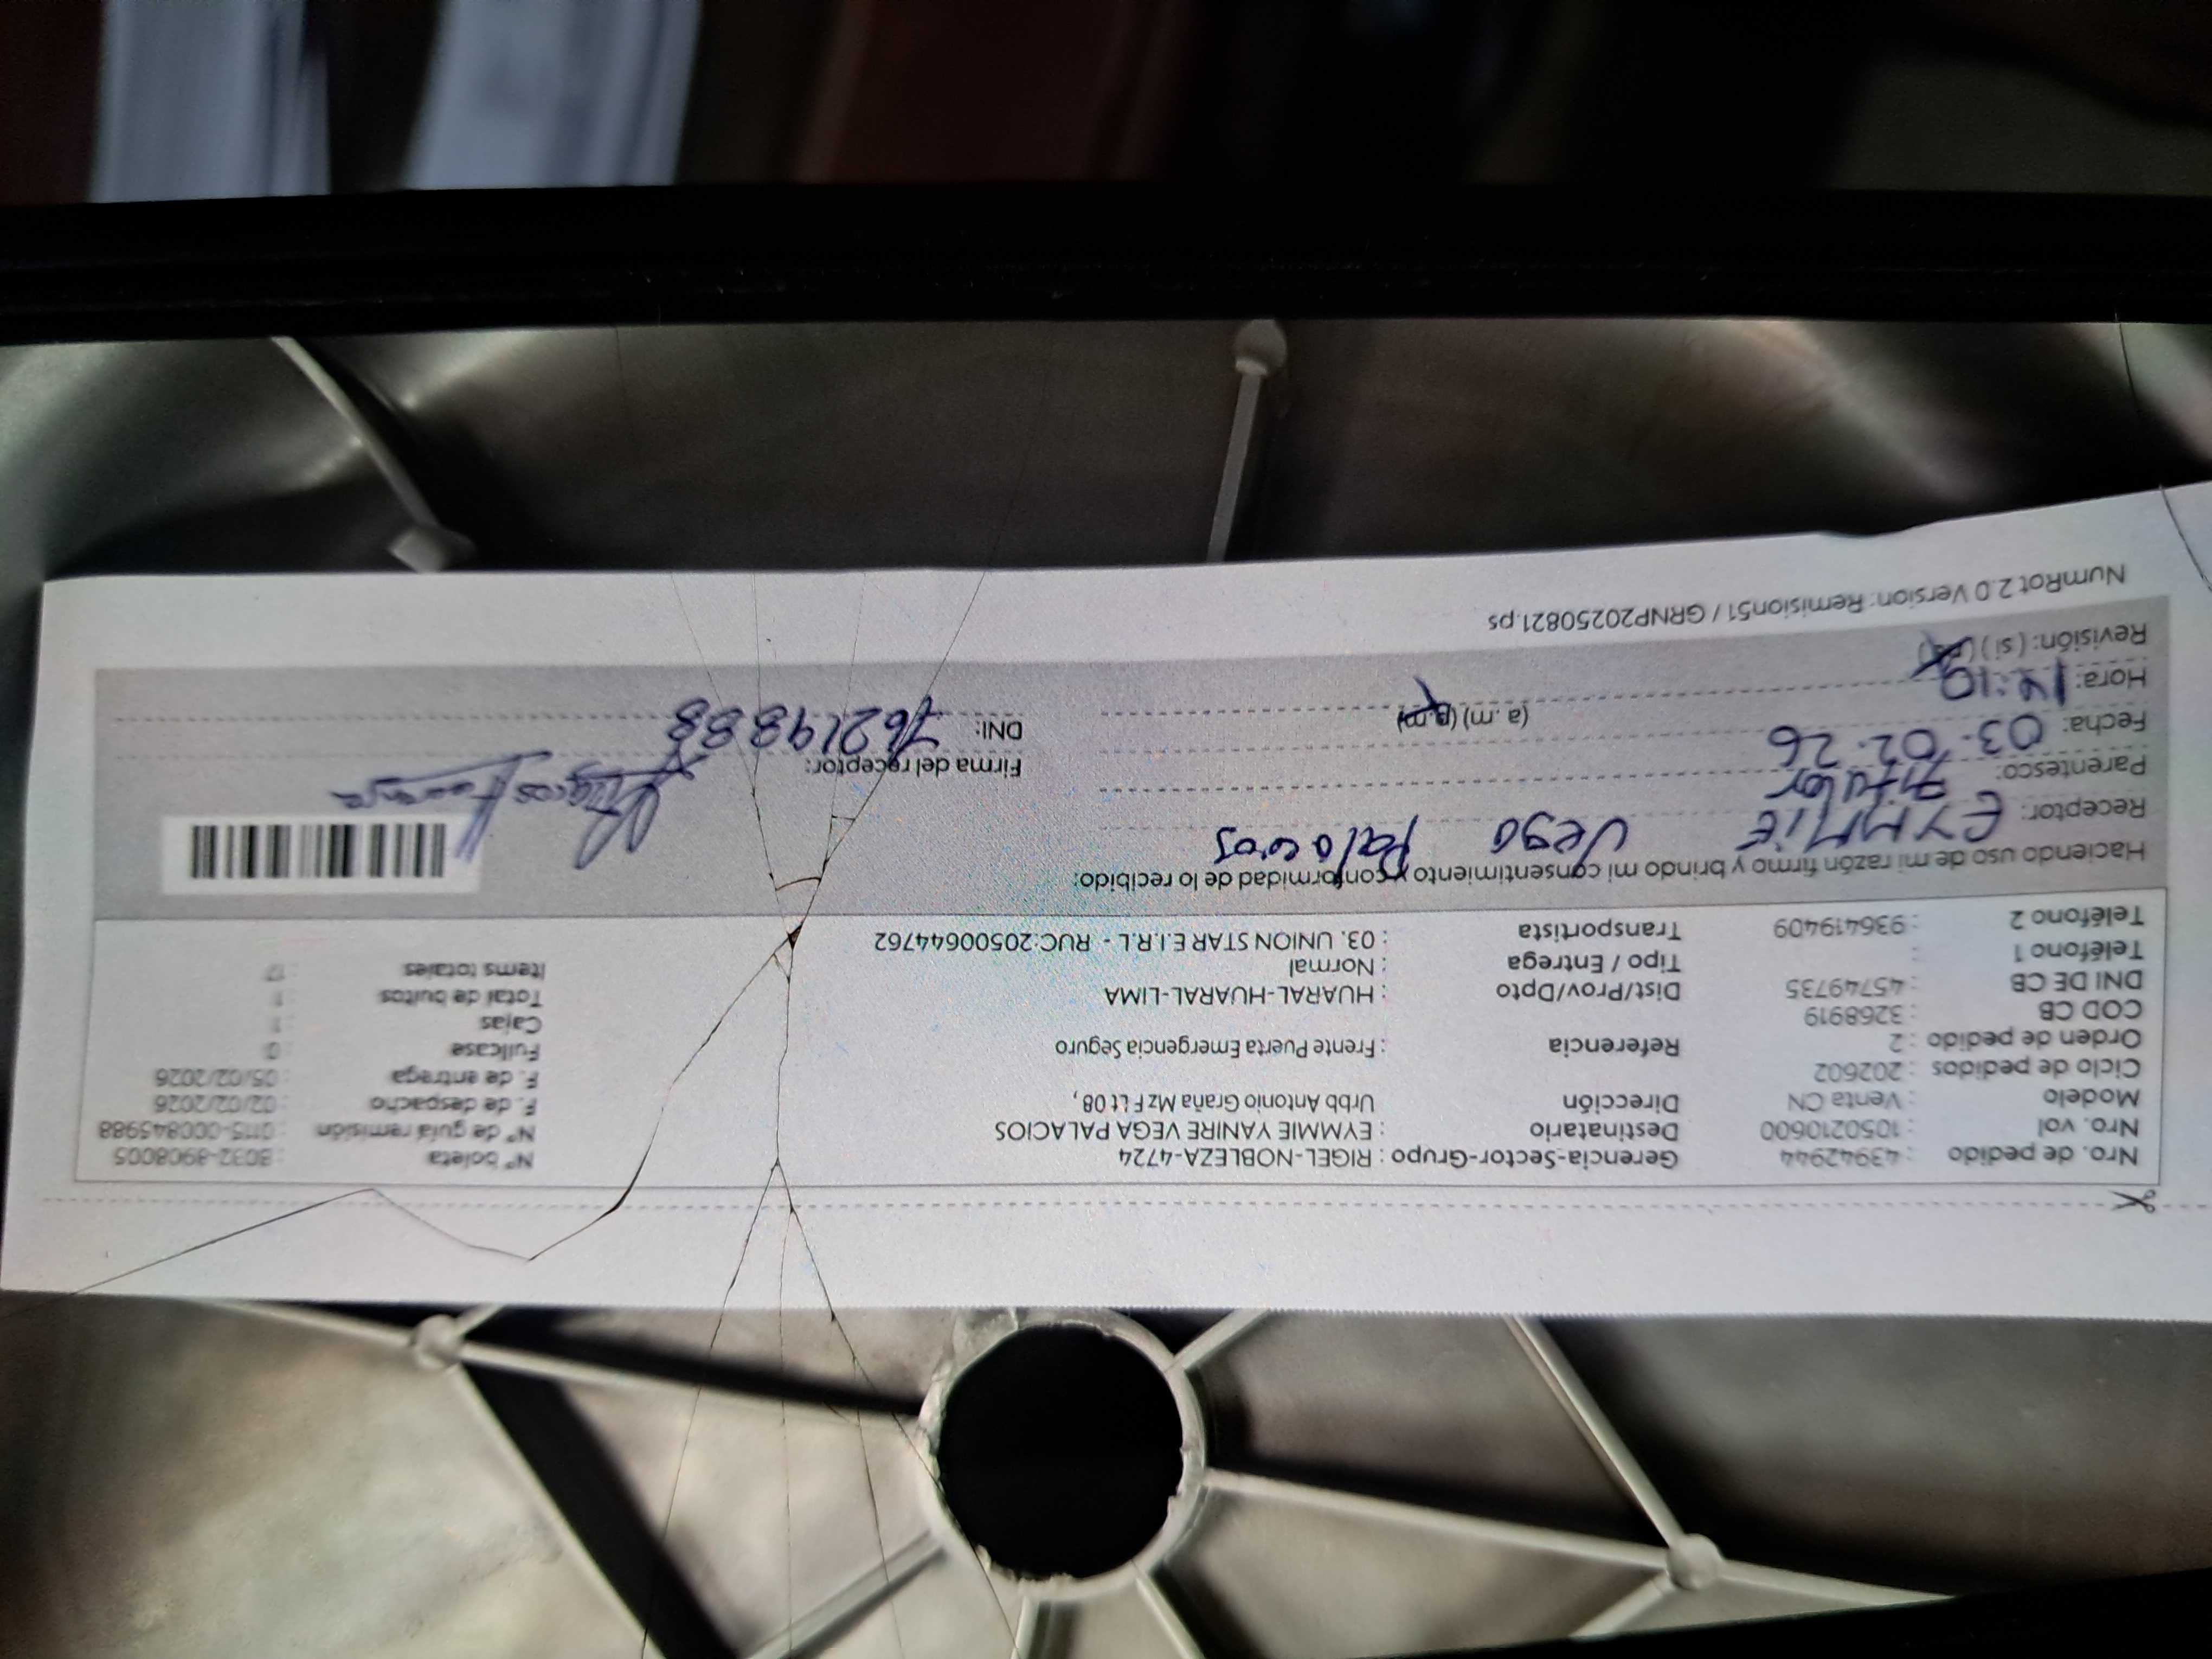 Nro. de pedido : 43942944 Gerencia-Sector-Grupo : RIGEL-NOBLEZA-4724 N° boleta : B032-8908005
Nro. vol : 1050210600 Destinatario : EYMMIE YANIRE VEGA PALACIOS N° de guía remisión : 0115-000845988
Modelo : Venta CN Dirección Urbb Antonio Graña Mz F Lt 08, F. de despacho : 02/02/2026
Ciclo de pedidos : 202602 F. de entrega : 05/02/2026
Orden de pedido : 2 Referencia : Frente Puerta Emergencia Seguro Fullcase : 0
COD CB : 3268919 Cajas : 1
DNI DE CB : 45749735 Dist/Prov/Dpto : HUARAL-HUARAL-LIMA Total de bultos : 1
Teléfono 1 : Tipo / Entrega : Normal Items totales : 17
Teléfono 2 : 936419409 Transportista : 03. UNION STAR E.I.R.L - RUC:20500644762
Haciendo uso de mi razón firmo y brindo mi consentimiento y conformidad de lo recibido:
Receptor: EYMMIE Vega Palacios
Parentesco: titular Firma del receptor:
Fecha: 03.02.26 (a. m) (p. m) DNI: 76219888
Hora: 14:10
Revisión: ( si ) (no)
NumRot 2.0 Version: Remision51 / GRNP20250821.ps